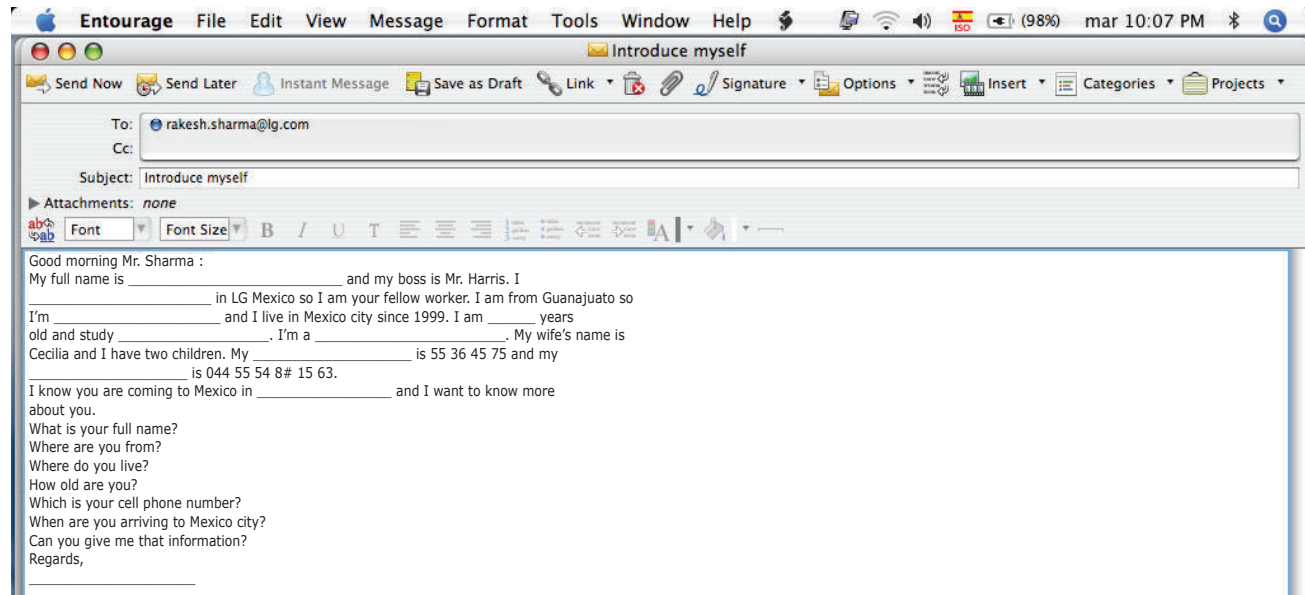 Entourage File Edit View Message Format Tools Window Help ISO (98%) mar 10:07 PM
Introduce myself
Send Now Send Later Instant Message Save as Draft Link Signature Options Insert Categories Projects
To: rakesh.sharma@lg.com
Cc:
Subject: Introduce myself
Attachments: none
Font Font Size B I U T
Good morning Mr. Sharma :
My full name is ___________________________ and my boss is Mr. Harris. I
_______________________ in LG Mexico so I am your fellow worker. I am from Guanajuato so
I'm _____________________ and I live in Mexico city since 1999. I am ______ years
old and study ___________________. I'm a ________________________. My wife's name is
Cecilia and I have two children. My ____________________ is 55 36 45 75 and my
____________________ is 044 55 54 8# 15 63.
I know you are coming to Mexico in _________________ and I want to know more
about you.
What is your full name?
Where are you from?
Where do you live?
How old are you?
Which is your cell phone number?
When are you arriving to Mexico city?
Can you give me that information?
Regards,
_____________________